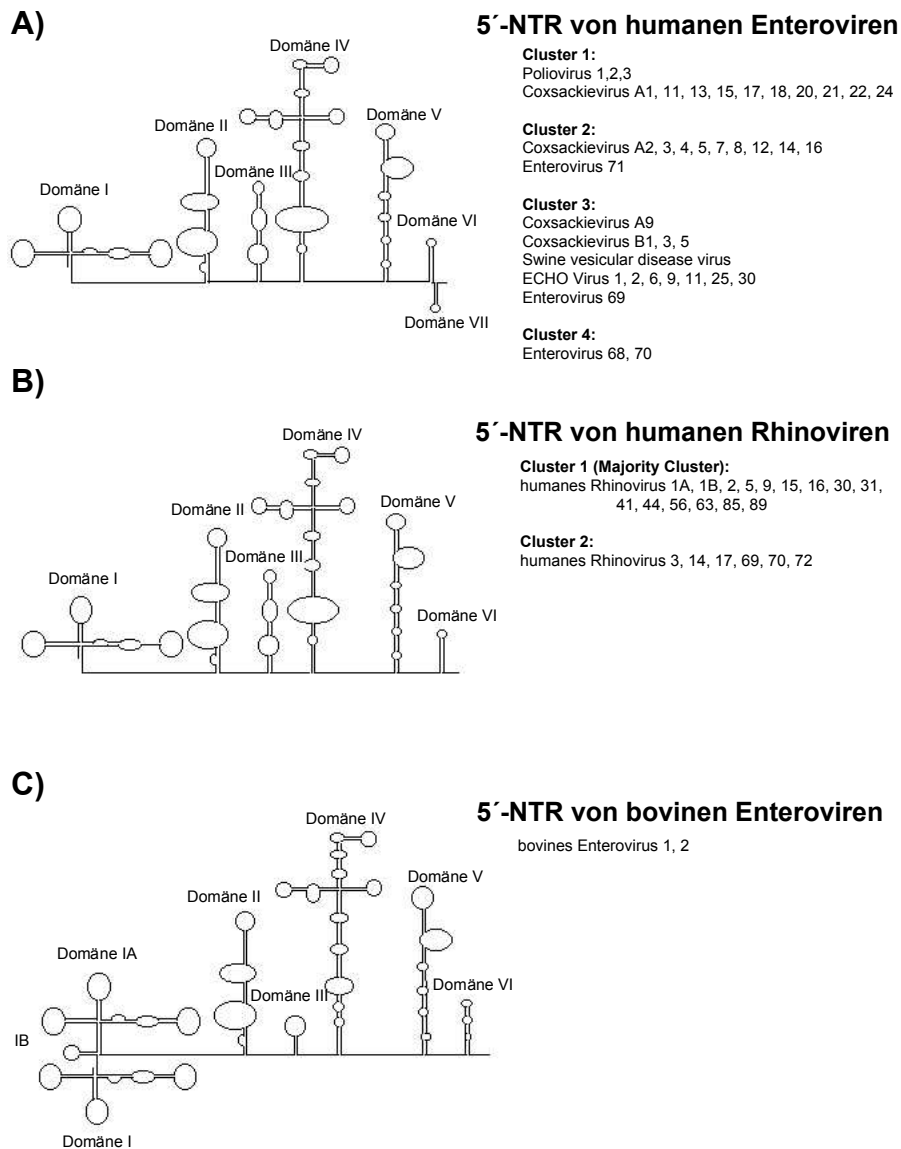 A)
5´-NTR von humanen Enteroviren
Domäne I
Domäne II
Domäne III
Domäne IV
Domäne V
Domäne VI
Domäne VII
Cluster 1:
Poliovirus 1,2,3
Coxsackievirus A1, 11, 13, 15, 17, 18, 20, 21, 22, 24
Cluster 2:
Coxsackievirus A2, 3, 4, 5, 7, 8, 12, 14, 16
Enterovirus 71
Cluster 3:
Coxsackievirus A9
Coxsackievirus B1, 3, 5
Swine vesicular disease virus
ECHO Virus 1, 2, 6, 9, 11, 25, 30
Enterovirus 69
Cluster 4:
Enterovirus 68, 70
B)
5´-NTR von humanen Rhinoviren
Domäne I
Domäne II
Domäne III
Domäne IV
Domäne V
Domäne VI
Cluster 1 (Majority Cluster):
humanes Rhinovirus 1A, 1B, 2, 5, 9, 15, 16, 30, 31,
41, 44, 56, 63, 85, 89
Cluster 2:
humanes Rhinovirus 3, 14, 17, 69, 70, 72
C)
5´-NTR von bovinen Enteroviren
Domäne IA
IB
Domäne I
Domäne II
Domäne III
Domäne IV
Domäne V
Domäne VI
bovines Enterovirus 1, 2